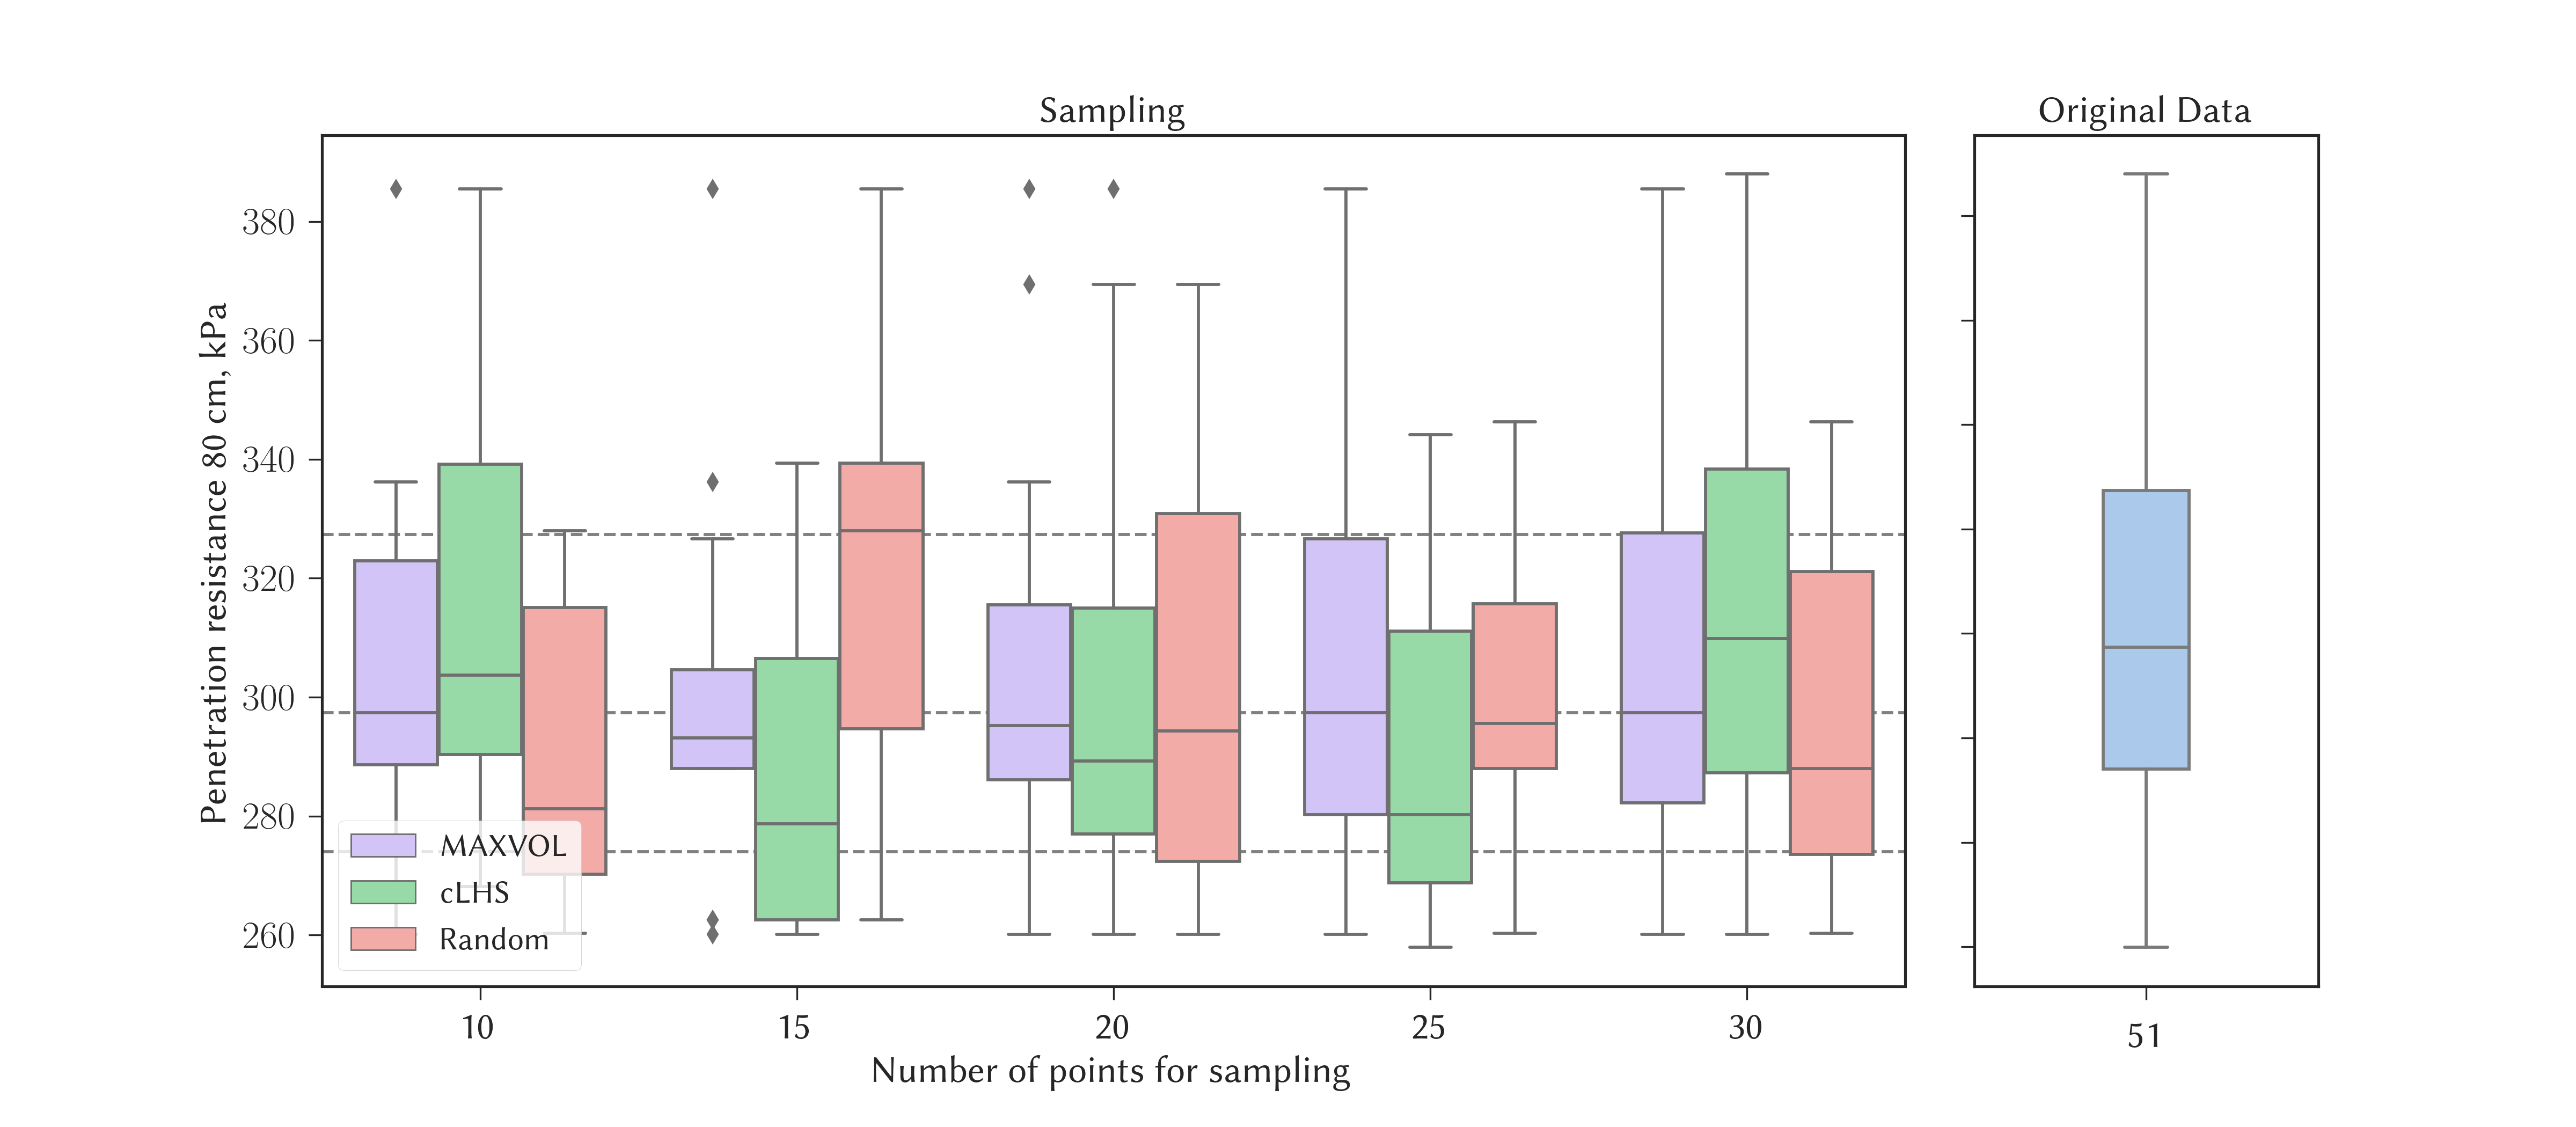 Sampling
Original Data
Penetration resistance 80 cm, kPa
380
360
340
320
300
280
260
MAXVOL
cLHS
Random
10
15
20
25
30
51
Number of points for sampling